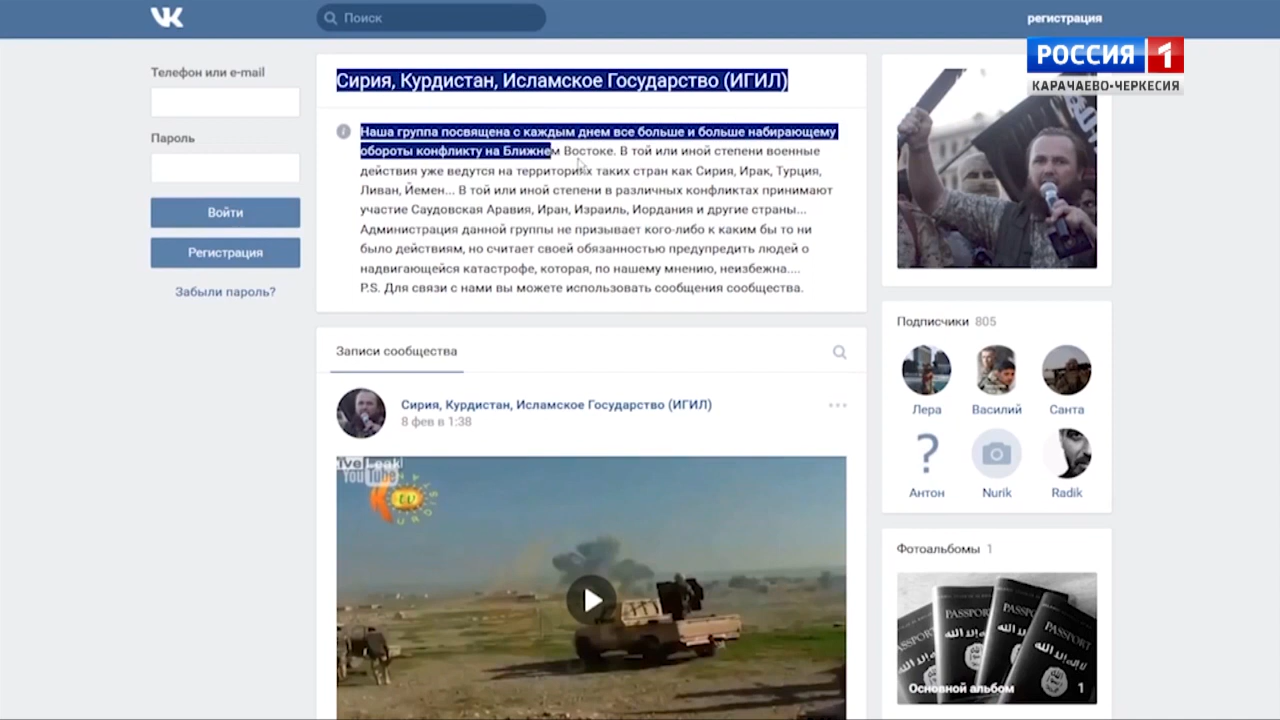 Поиск
регистрация
РОССИЯ 1
КАРАЧАЕВО-ЧЕРКЕСИЯ
Телефон или e-mail
Пароль
Войти
Регистрация
Забыли пароль?
Сирия, Курдистан, Исламское Государство (ИГИЛ)
Наша группа посвящена с каждым днем все больше и больше набирающему
обороты конфликту на Ближнем Востоке. В той или иной степени военные
действия уже ведутся на территориях таких стран как Сирия, Ирак, Турция,
Ливан, Йемен... В той или иной степени в различных конфликтах принимают
участие Саудовская Аравия, Иран, Израиль, Иордания и другие страны...
Администрация данной группы не призывает кого-либо к каким бы то ни
было действиям, но считает своей обязанностью предупредить людей о
надвигающейся катастрофе, которая, по нашему мнению, неизбежна....
P.S. Для связи с нами вы можете использовать сообщения сообщества.
Записи сообщества
Сирия, Курдистан, Исламское Государство (ИГИЛ)
8 фев в 1:38
YouTube
tv
Подписчики 805
Лера Василий Санта
?
Антон Nurik Radik
Фотоальбомы 1
PASSPORT
PASSPORT
PASSPORT
Основной альбом 1